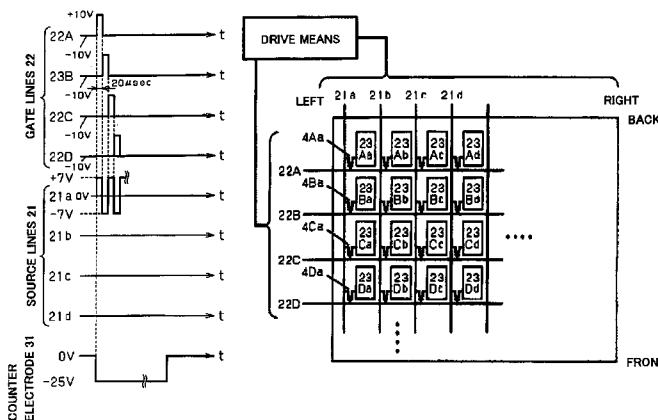 +10V
22A
t
-10V
23B
t
20μsec
-10V
22C
t
-10V
22D
t
-10V
GATE LINES 22
+7V
21a 0V
t
-7V
21b
t
21c
t
21d
t
SOURCE LINES 21
0V
t
-25V
COUNTER
ELECTRODE 31
DRIVE MEANS
LEFT
21a
21b
21c
21d
RIGHT
BACK
4Aa
23 Aa
23 Ab
23 Ac
23 Ad
22A
4Ba
23 Ba
23 Bb
23 Bc
23 Bd
22B
4Ca
23 Ca
23 Cb
23 Cc
23 Cd
22C
4Da
23 Da
23 Db
23 Dc
23 Dd
22D
FRON